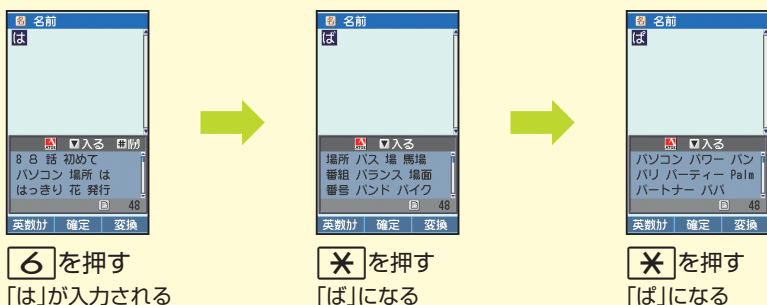 名 名前
は
▼入る #ﾘｾｯﾄ
8 8 話 初めて
パソコン 場所 は
はっきり 花 発行
48
英数ｶﾅ 確定 変換
6を押す
「は」が入力される
名 名前
ば
▼入る
場所 バス 場 馬場
番組 バランス 場面
番号 バンド バイク
48
英数ｶﾅ 確定 変換
*を押す
「ば」になる
名 名前
ぱ
▼入る
パソコン パワー パン
パリ パーティー Palm
パートナー パパ
48
英数ｶﾅ 確定 変換
*を押す
「ぱ」になる